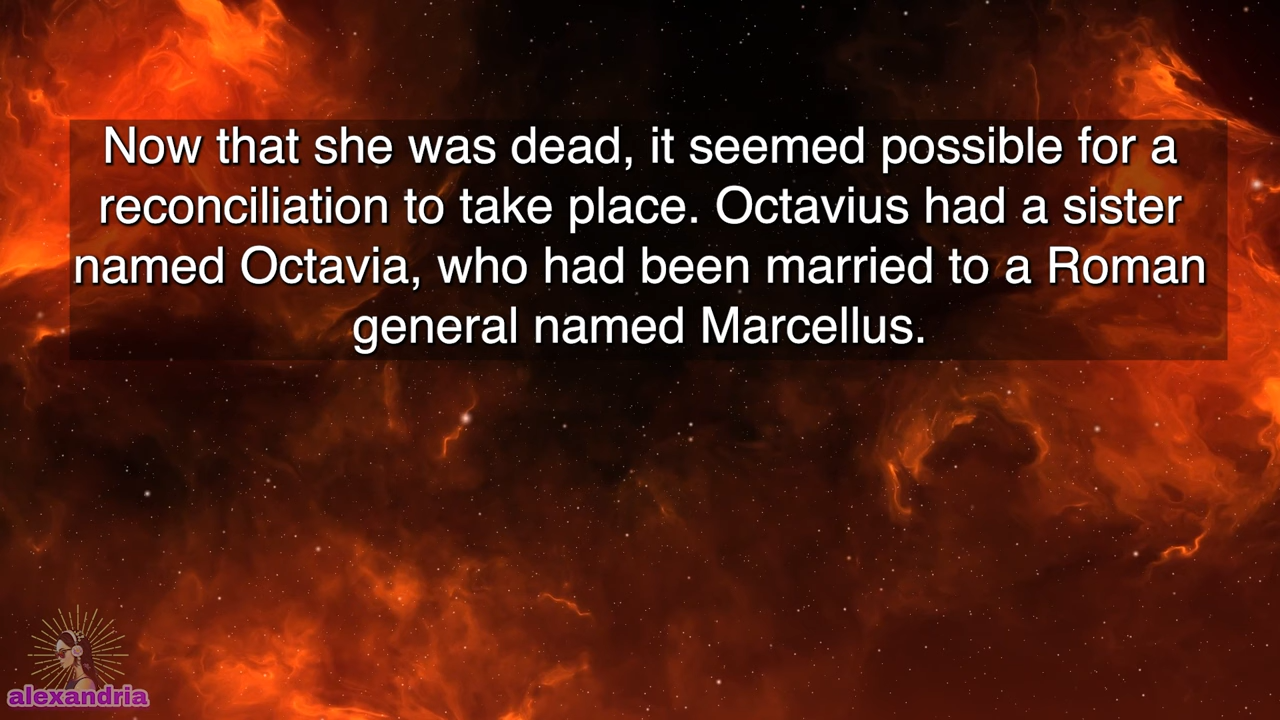 Now that she was dead, it seemed possible for a
reconciliation to take place. Octavius had a sister
named Octavia, who had been married to a Roman
general named Marcellus.
alexandria